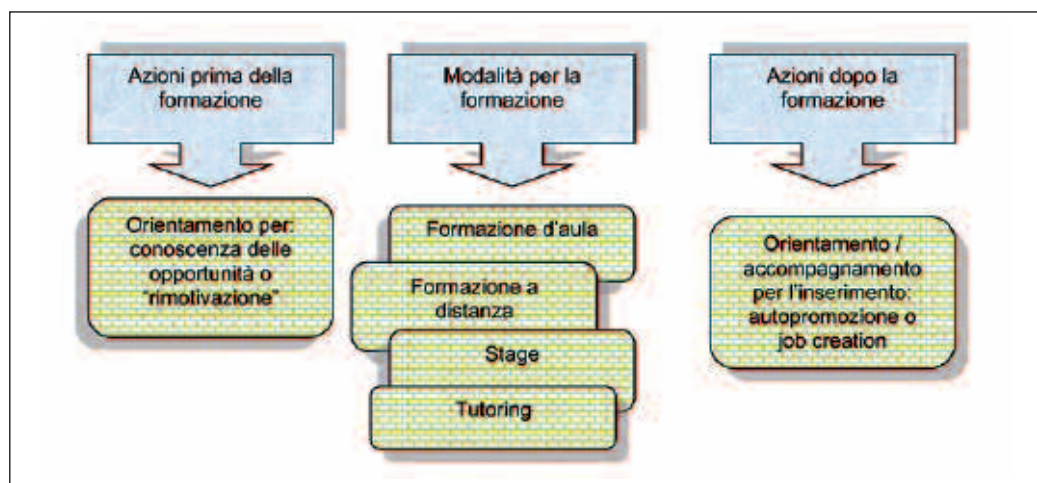 Azioni prima della
formazione
Modalità per la
formazione
Azioni dopo la
formazione
Orientamento per:
conoscenza delle
opportunità o
"rimotivazione"
Formazione d'aula
Formazione a
distanza
Stage
Tutoring
Orientamento /
accompagnamento
per l'inserimento:
autopromozione o
job creation